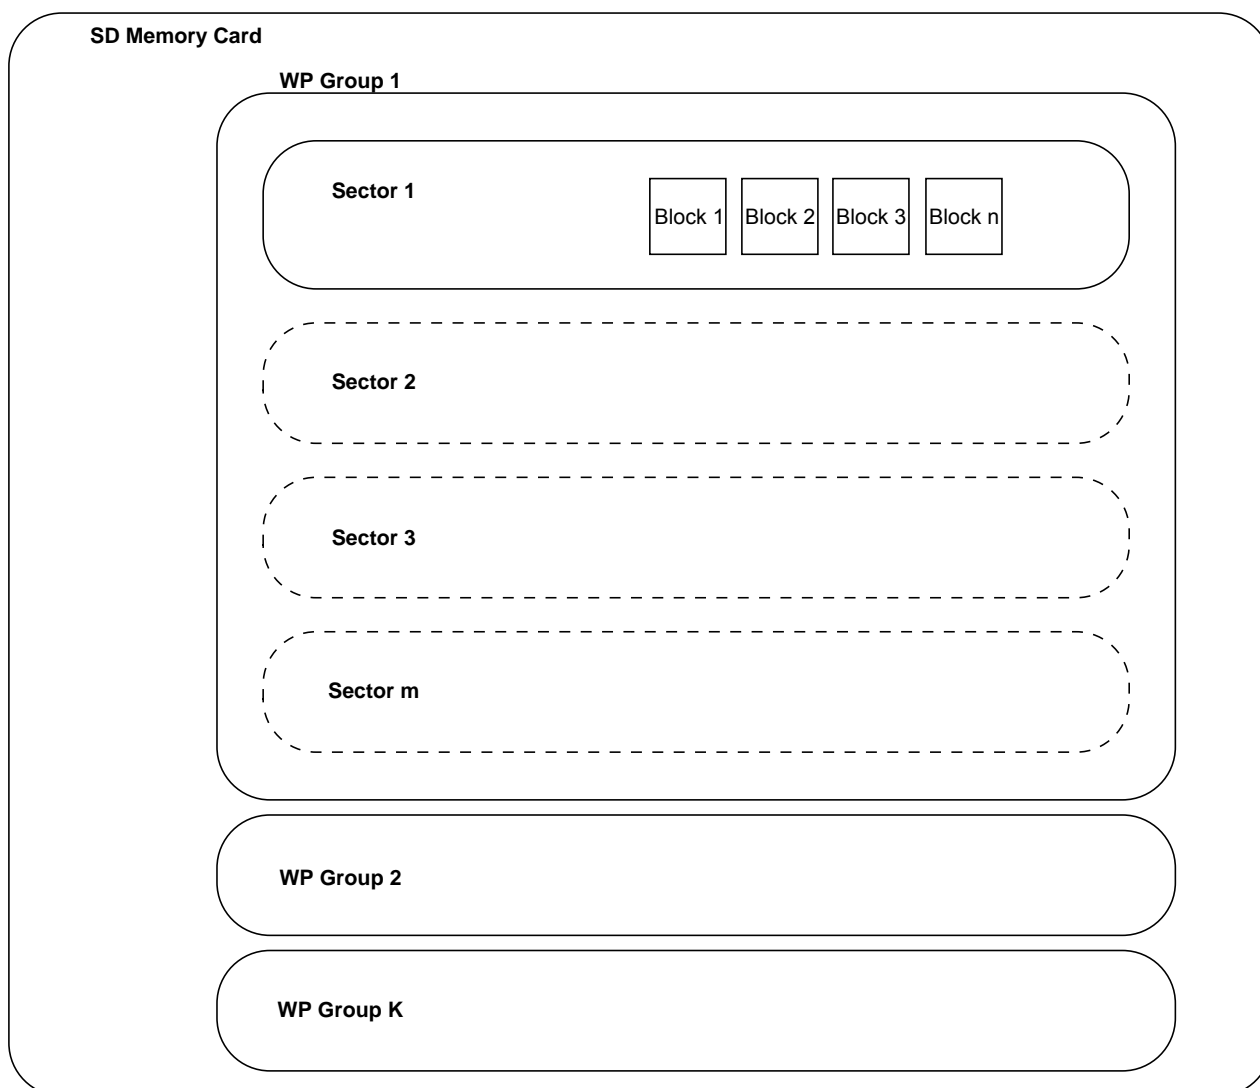 SD Memory Card
WP Group 1
Sector 1
Block 1 Block 2 Block 3 Block n
Sector 2
Sector 3
Sector m
WP Group 2
WP Group K